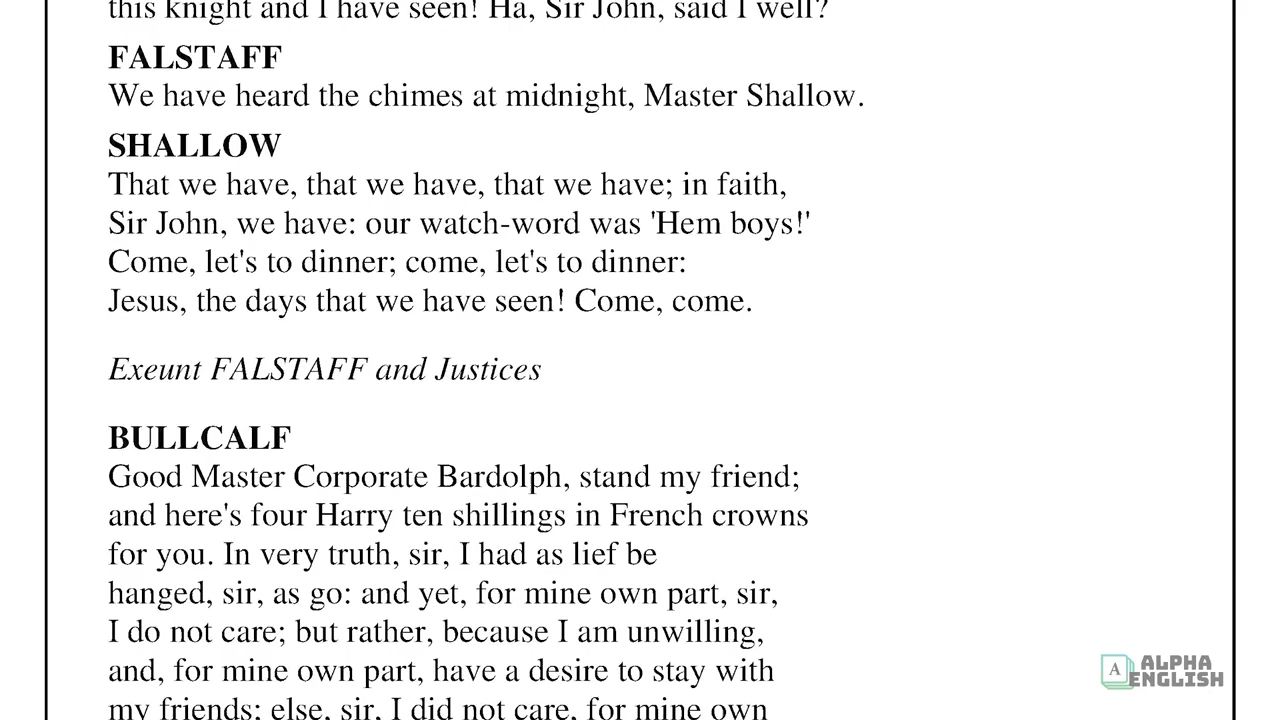 this knight and I have seen! Ha, Sir John, said I well?
FALSTAFF
We have heard the chimes at midnight, Master Shallow.
SHALLOW
That we have, that we have, that we have; in faith,
Sir John, we have: our watch-word was 'Hem boys!'
Come, let's to dinner; come, let's to dinner:
Jesus, the days that we have seen! Come, come.
Exeunt FALSTAFF and Justices
BULLCALF
Good Master Corporate Bardolph, stand my friend;
and here's four Harry ten shillings in French crowns
for you. In very truth, sir, I had as lief be
hanged, sir, as go: and yet, for mine own part, sir,
I do not care; but rather, because I am unwilling,
and, for mine own part, have a desire to stay with
my friends; else, sir, I did not care, for mine own
A ALPHA
ENGLISH